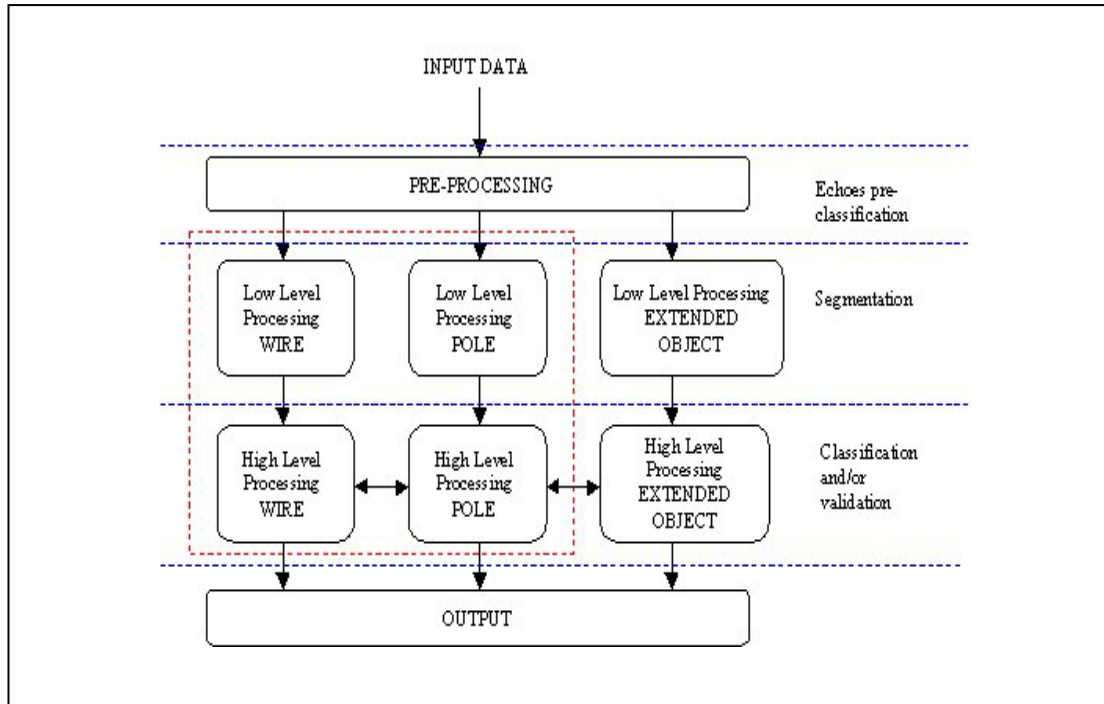 INPUT DATA
PRE-PROCESSING
Echoes pre-
classification
Low Level
Processing
WIRE
Low Level
Processing
POLE
Low Level Processing
EXTENDED
OBJECT
Segmentation
High Level
Processing
WIRE
High Level
Processing
POLE
High Level
Processing
EXTENDED
OBJECT
Classification
and/or
validation
OUTPUT